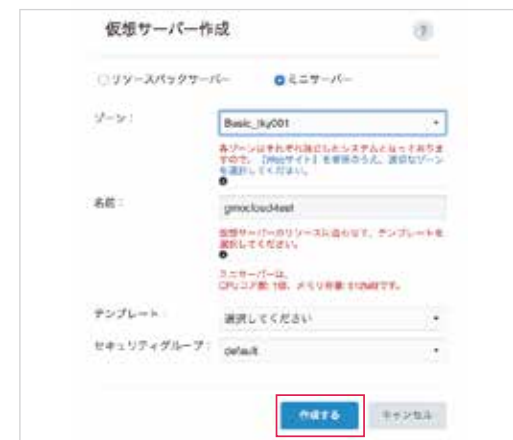 仮想サーバー作成
?
リソースパックサーバー ミニサーバー
ゾーン：
Basic_tky001
各ゾーンはそれぞれ独立したシステムとなっておりま
すので、【Webサイト】を参照のうえ、適切なゾーン
を選択してください。
名前：
gmocloud4test
仮想サーバーのリソースに合わせて、テンプレートを
選択してください。
ミニサーバーは、
CPUコア数 1個、メモリ容量 512MBです。
テンプレート：
選択してください
セキュリティグループ：
default
作成する キャンセル